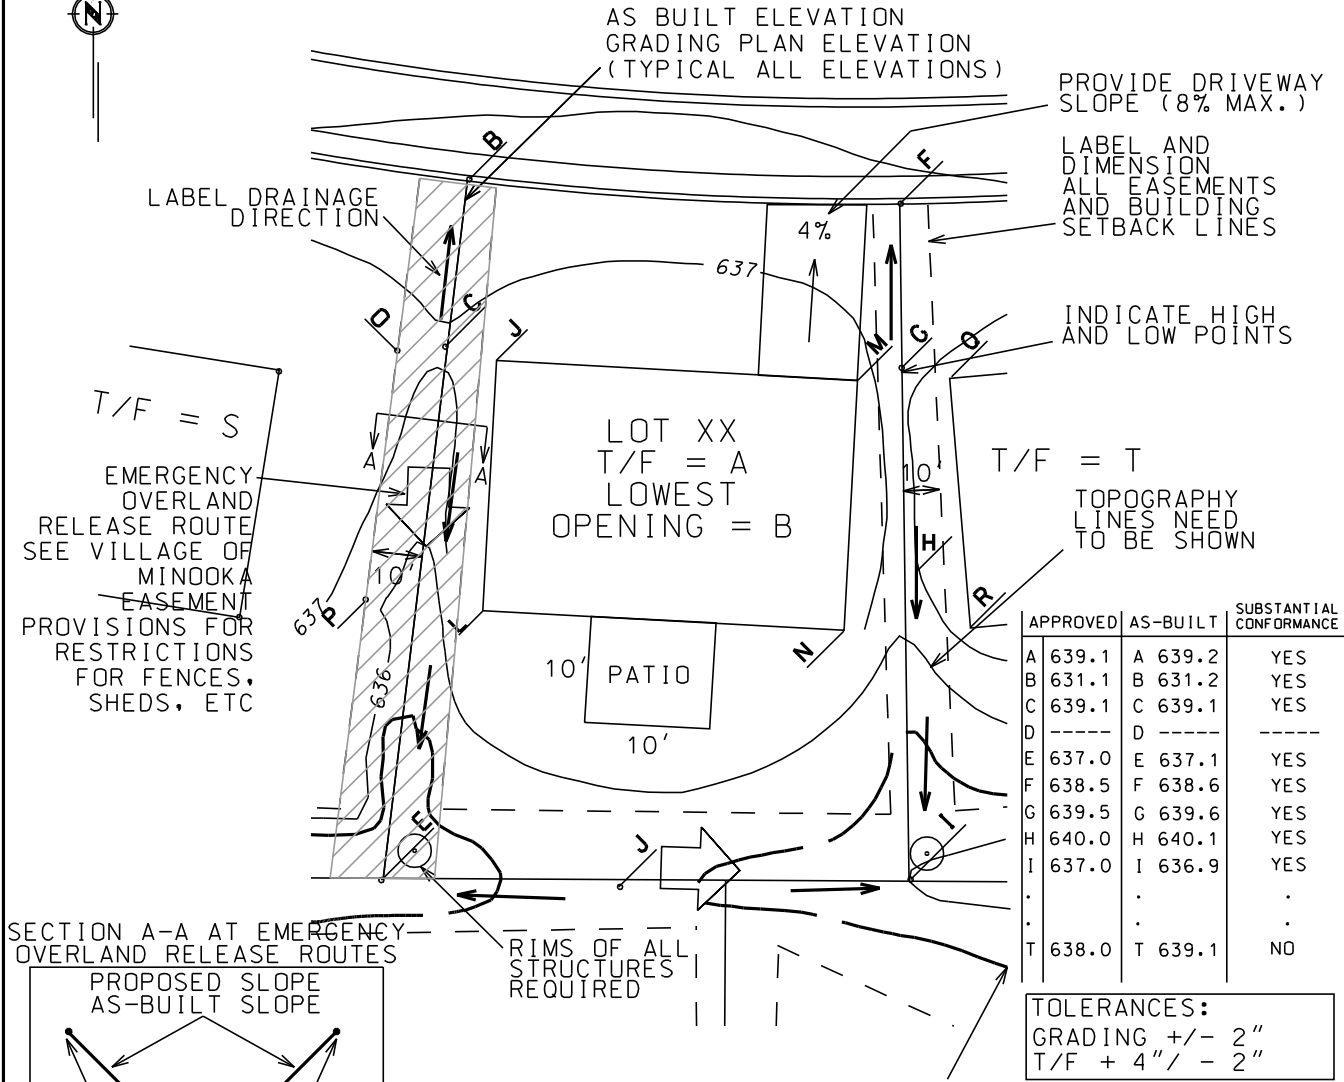 N
AS BUILT ELEVATION
GRADING PLAN ELEVATION
(TYPICAL ALL ELEVATIONS)
PROVIDE DRIVEWAY
SLOPE (8% MAX.)
LABEL AND
DIMENSION
ALL EASEMENTS
AND BUILDING
SETBACK LINES
B
F
LABEL DRAINAGE
DIRECTION
4%
637
O
C
J
M
G
Q
INDICATE HIGH
AND LOW POINTS
T/F = S
A
A
LOT XX
T/F = A
LOWEST
OPENING = B
10'
T/F = T
EMERGENCY
OVERLAND
RELEASE ROUTE
SEE VILLAGE OF
MINOOKA
EASEMENT
PROVISIONS FOR
RESTRICTIONS
FOR FENCES,
SHEDS, ETC
TOPOGRAPHY
LINES NEED
TO BE SHOWN
H
10'
637
P
L
N
R
636
10'
PATIO
10'
E
J
I
APPROVED AS-BUILT SUBSTANTIAL CONFORMANCE
A 639.1 A 639.2 YES
B 631.1 B 631.2 YES
C 639.1 C 639.1 YES
D ----- D ----- -----
E 637.0 E 637.1 YES
F 638.5 F 638.6 YES
G 639.5 G 639.6 YES
H 640.0 H 640.1 YES
I 637.0 I 636.9 YES
. . .
. . .
T 638.0 T 639.1 NO
RIMS OF ALL
STRUCTURES
REQUIRED
SECTION A-A AT EMERGENCY
OVERLAND RELEASE ROUTES
PROPOSED SLOPE
AS-BUILT SLOPE
TOLERANCES:
GRADING +/- 2"
T/F + 4"/ - 2"